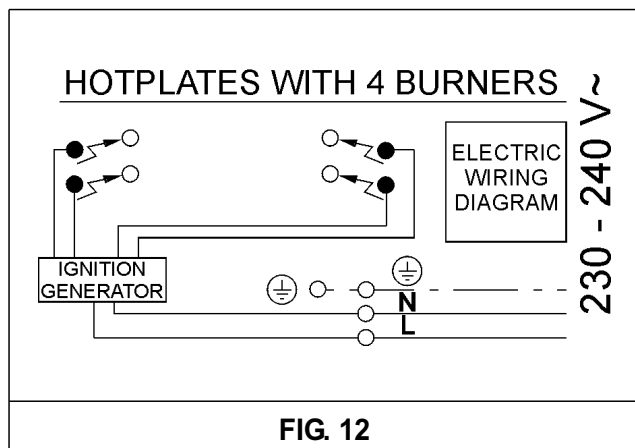 HOTPLATES WITH 4 BURNERS
ELECTRIC
WIRING
DIAGRAM
230 - 240 V~
IGNITION
GENERATOR
N
L
FIG. 12